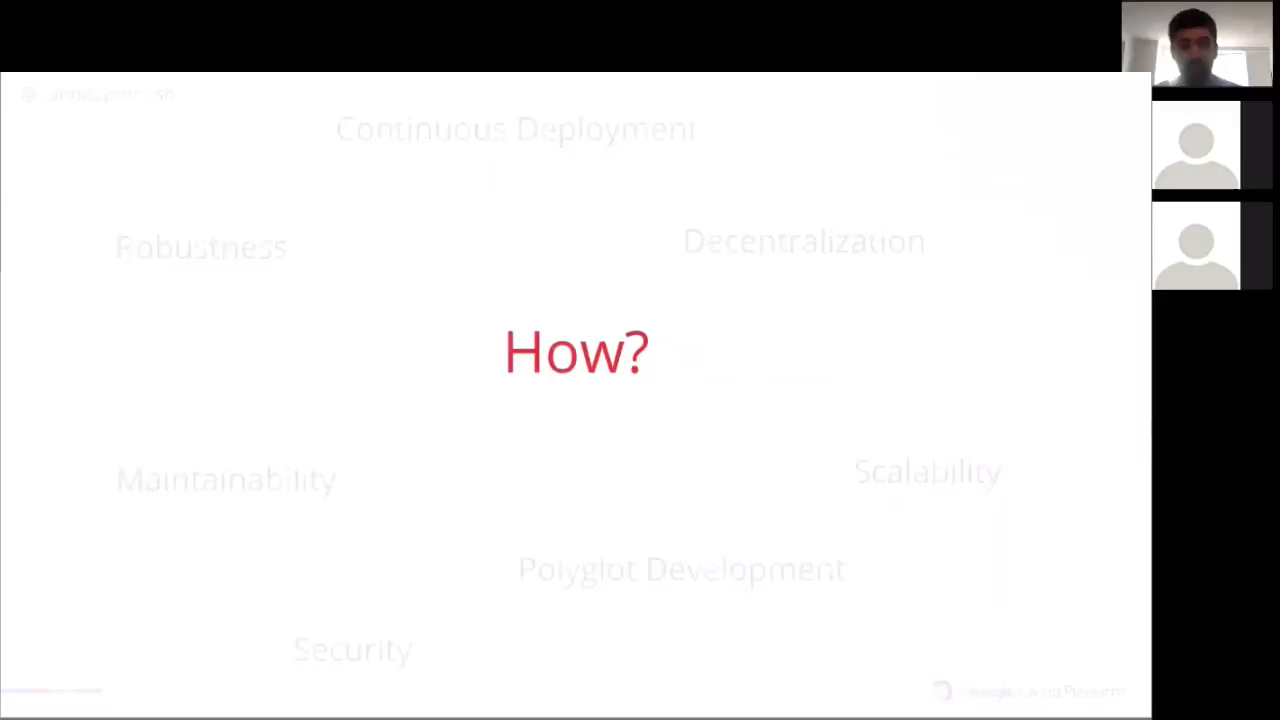 Continuous Deployment
Robustness
Decentralization
How?
Maintainability
Scalability
Polyglot Development
Security